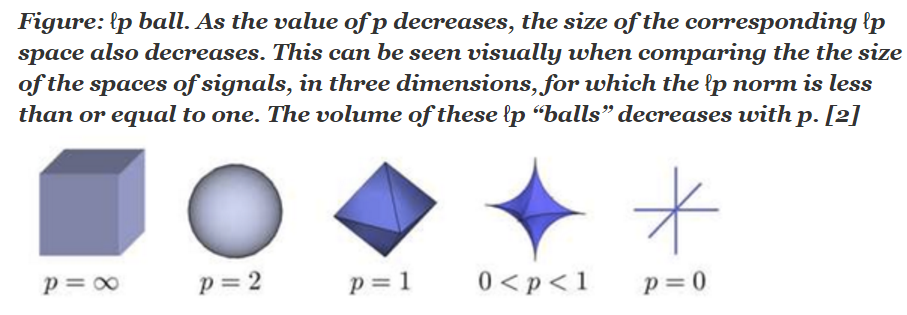 Figure: ℓp ball. As the value of p decreases, the size of the corresponding ℓp
space also decreases. This can be seen visually when comparing the the size
of the spaces of signals, in three dimensions, for which the ℓp norm is less
than or equal to one. The volume of these ℓp “balls” decreases with p. [2]
p = ∞ p = 2 p = 1 0 < p < 1 p = 0